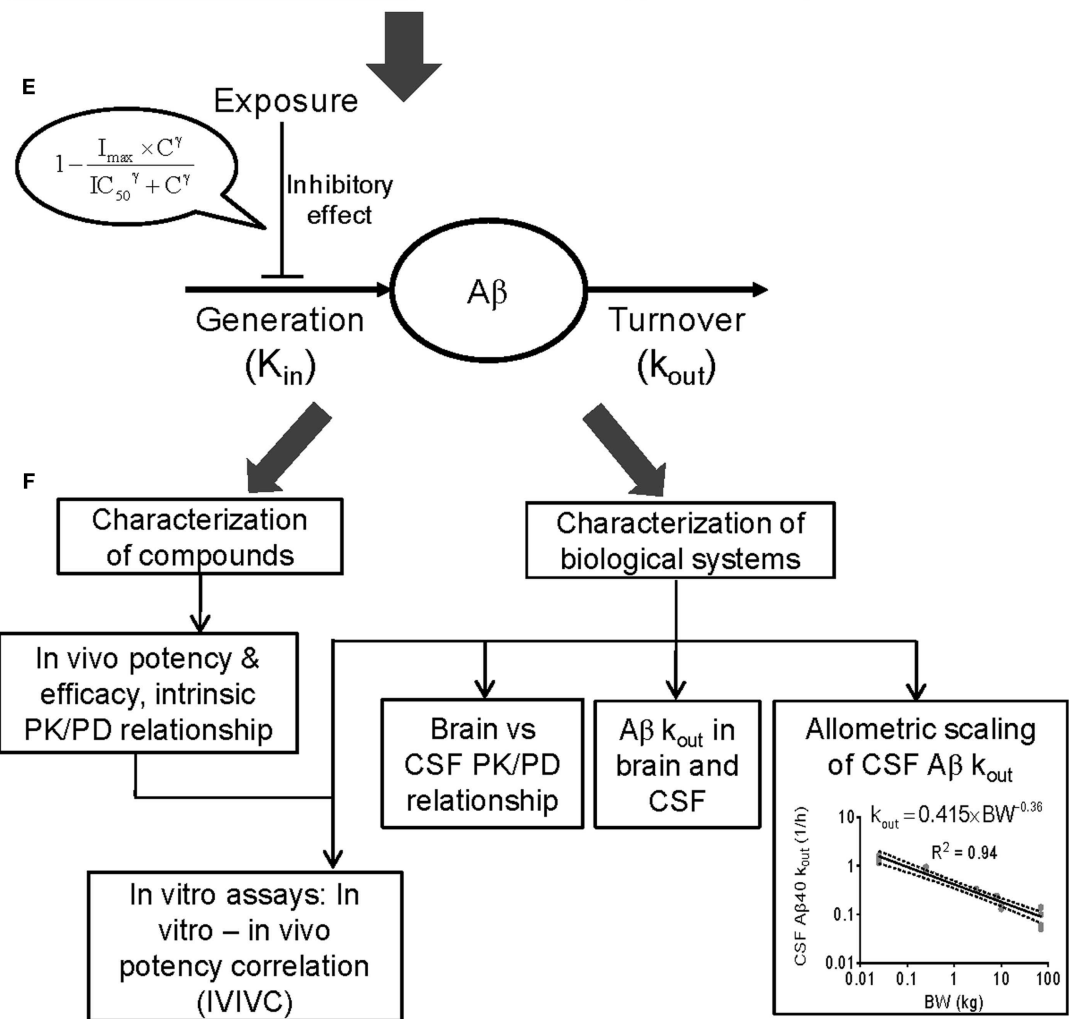 E
Exposure
1 − I_max × C^γ / IC_50^γ + C^γ
Inhibitory
effect
Aβ
Generation
(K_in)
Turnover
(k_out)
F
Characterization
of compounds
Characterization of
biological systems
In vivo potency &
efficacy, intrinsic
PK/PD relationship
Brain vs
CSF PK/PD
relationship
Aβ k_out in
brain and
CSF
Allometric scaling
of CSF Aβ k_out
k_out = 0.415×BW^−0.36
R² = 0.94
CSF Aβ40 k_out (1/h)
10
1
0.1
0.01
0.01 0.1 1 10 100
BW (kg)
In vitro assays: In
vitro – in vivo
potency correlation
(IVIVC)